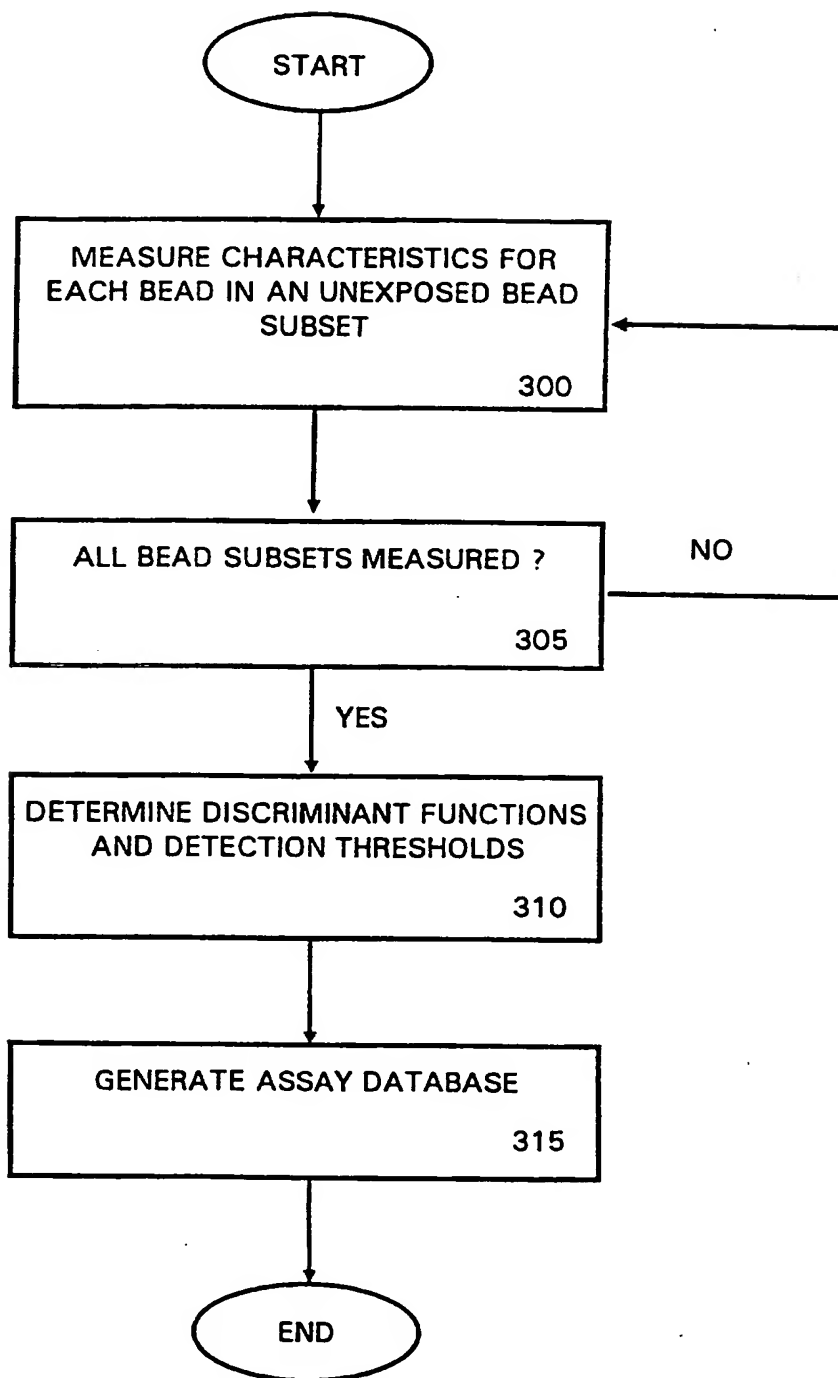 START
MEASURE CHARACTERISTICS FOR
EACH BEAD IN AN UNEXPOSED BEAD
SUBSET
300
ALL BEAD SUBSETS MEASURED ?
NO
305
YES
DETERMINE DISCRIMINANT FUNCTIONS
AND DETECTION THRESHOLDS
310
GENERATE ASSAY DATABASE
315
END